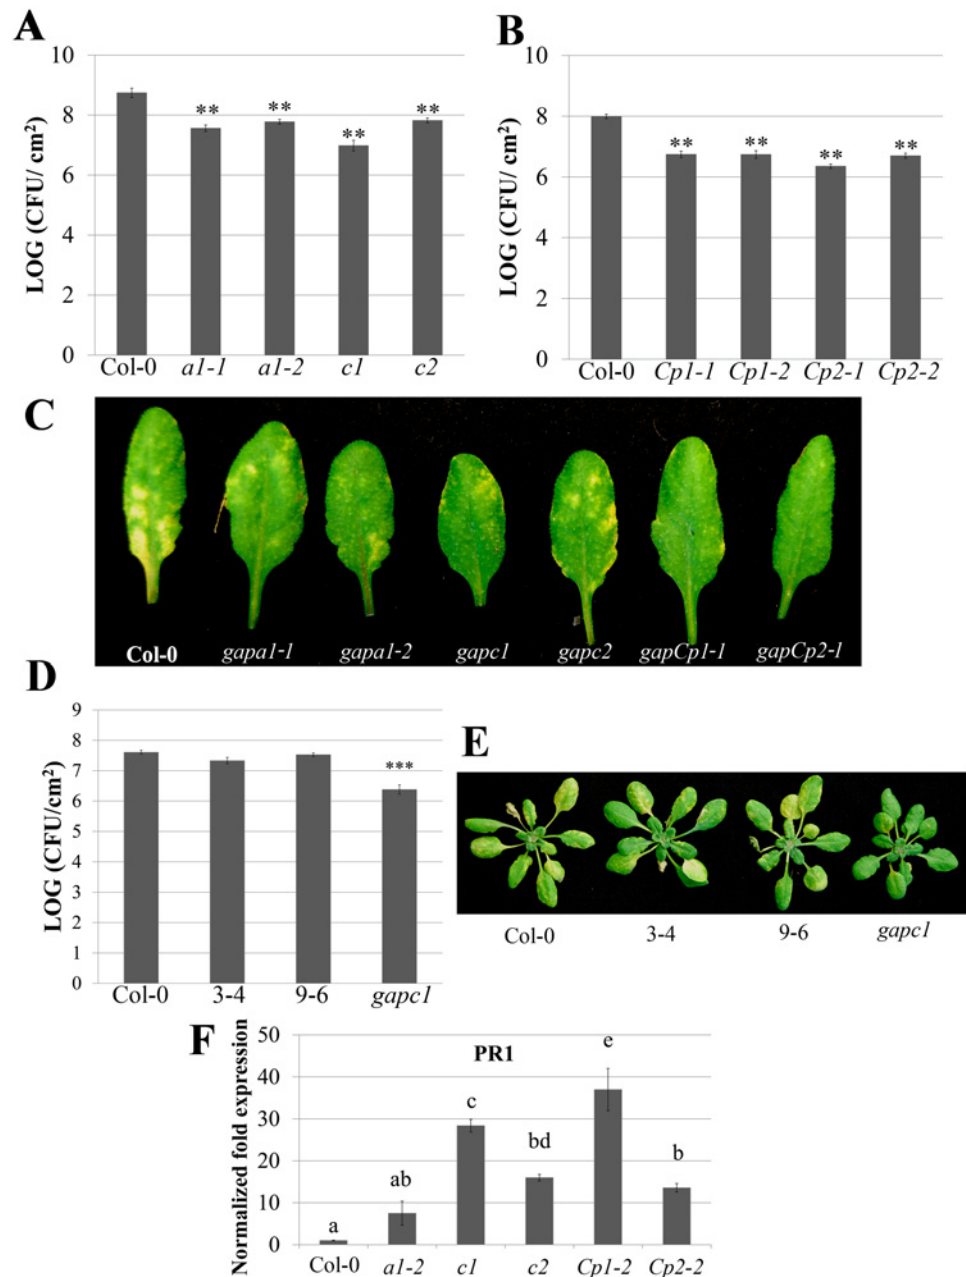 A
LOG (CFU/ cm²)
10
8
6
4
2
0
**
**
**
**
Col-0 a1-1 a1-2 c1 c2
B
LOG (CFU/ cm²)
10
8
6
4
2
0
**
**
**
**
Col-0 Cp1-1 Cp1-2 Cp2-1 Cp2-2
C
Col-0 gapa1-1 gapa1-2 gapc1 gapc2 gapCp1-1 gapCp2-1
D
LOG (CFU/cm²)
9
8
7
6
5
4
3
2
1
0
***
Col-0 3-4 9-6 gapc1
E
Col-0 3-4 9-6 gapc1
F
Normalized fold expression
50
40
30
20
10
0
PR1
a
ab
c
bd
e
b
Col-0 a1-2 c1 c2 Cp1-2 Cp2-2